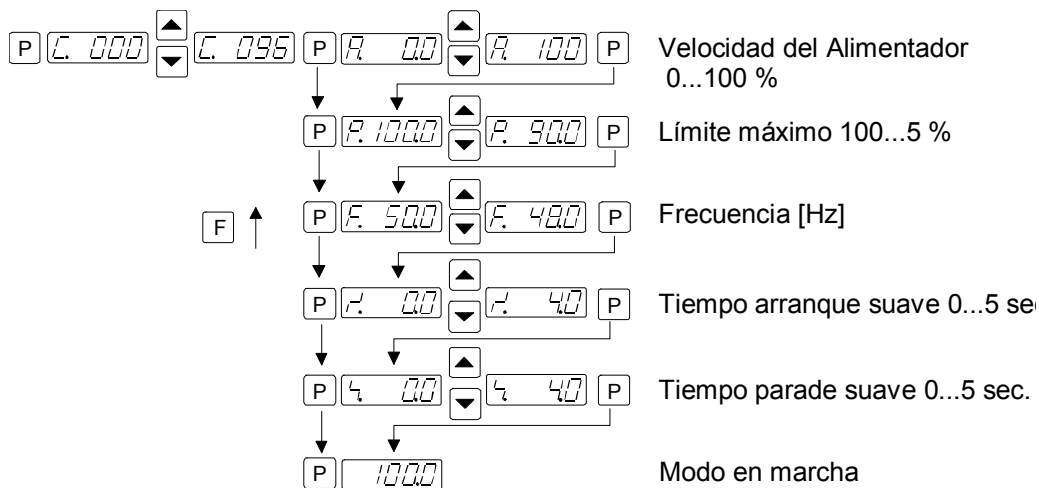 P C. 000 C. 096 P A. 0.0 A. 100 P Velocidad del Alimentador
0...100 %
P P. 100.0 P. 90.0 P Límite máximo 100...5 %
F P F. 50.0 F. 48.0 P Frecuencia [Hz]
P 0.0 4.0 P Tiempo arranque suave 0...5 se
P 0.0 4.0 P Tiempo parade suave 0...5 sec.
P 100.0 Modo en marcha